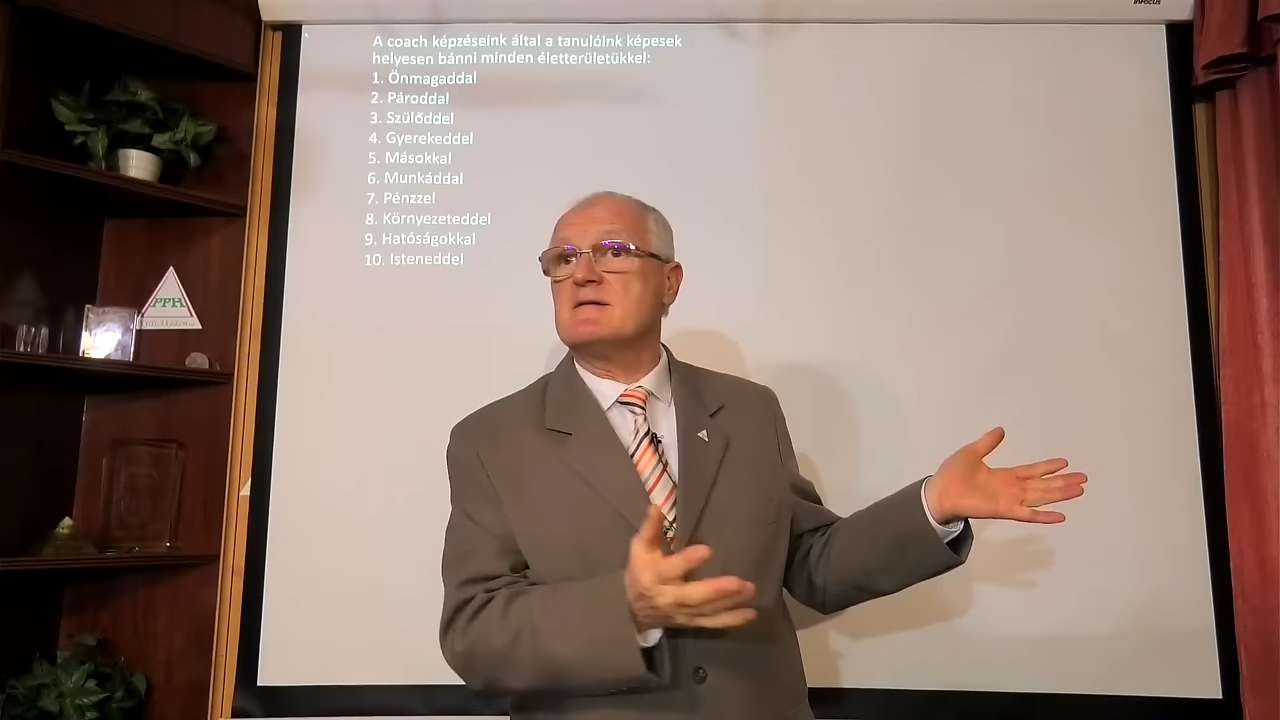 InFocus
A coach képzéseink által a tanulóink képesek
helyesen bánni minden életterületükkel:
1. Önmagaddal
2. Pároddal
3. Szülőddel
4. Gyerekeddel
5. Másokkal
6. Munkáddal
7. Pénzzel
8. Környezeteddel
9. Hatóságokkal
10. Isteneddel
PPH